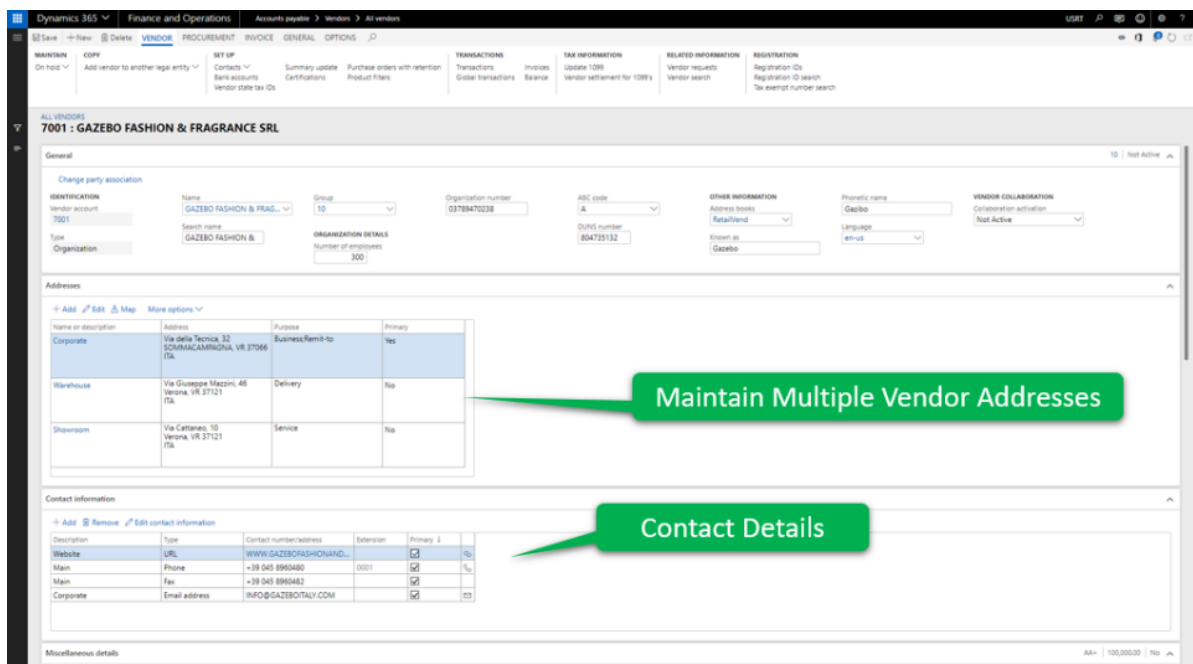 Dynamics 365 Finance and Operations Accounts payable > Vendors > All vendors USRT ?
Save + New Delete VENDOR PROCUREMENT INVOICE GENERAL OPTIONS
MAINTAIN COPY SET UP TRANSACTIONS TAX INFORMATION RELATED INFORMATION REGISTRATION
On hold Add vendor to another legal entity Contacts Summary update Purchase orders with retention Transactions Invoices Update 1099 Vendor requests Registration IDs
Bank accounts Certifications Product filters Global transactions Balance Vendor settlement for 1099's Vendor search Registration ID search
Vendor state tax IDs Tax exempt number search
ALL VENDORS
7001 : GAZEBO FASHION & FRAGRANCE SRL
General 10 | Not Active
Change party association
IDENTIFICATION Name Group Organization number ABC code OTHER INFORMATION Phonetic name VENDOR COLLABORATION
Vendor account GAZEBO FASHION & FRAG... 10 03789470238 A Address books Gazibo Collaboration activation
7001 RetailVend Not Active
Search name DUNS number Language
Type GAZEBO FASHION & ORGANIZATION DETAILS 804735132 Known as en-us
Organization Number of employees Gazebo
300
Addresses
+ Add Edit Map More options
Name or description Address Purpose Primary
Corporate Via della Tecnica, 32 Business;Remit-to Yes
SOMMACAMPAGNA, VR 37066
ITA
Warehouse Via Giuseppe Mazzini, 46 Delivery No
Verona, VR 37121
ITA
Maintain Multiple Vendor Addresses
Showroom Via Cattaneo, 10 Service No
Verona, VR 37121
ITA
Contact information
+ Add Remove Edit contact information
Contact Details
Description Type Contact number/address Extension Primary ↓
Website URL WWW.GAZEBOFASHIONAND...
Main Phone +39 045 8960480 0001
Main Fax +39 045 8960482
Corporate Email address INFO@GAZEBOITALY.COM
Miscellaneous details AA+ | 100,000.00 | No